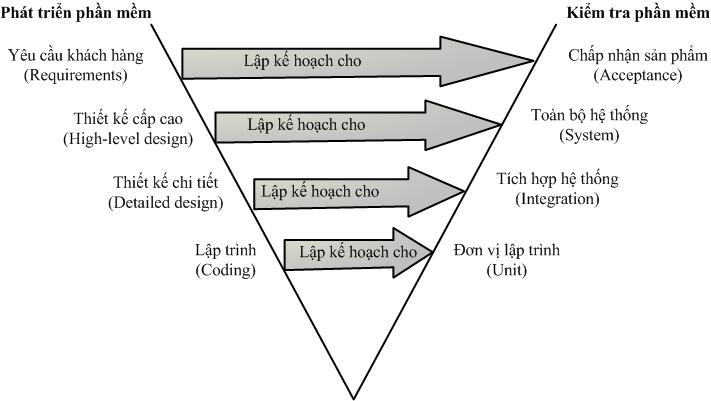 Phát triển phần mềm
Kiểm tra phần mềm
Yêu cầu khách hàng
(Requirements)
Lập kế hoạch cho
Chấp nhận sản phẩm
(Acceptance)
Thiết kế cấp cao
(High-level design)
Lập kế hoạch cho
Toàn bộ hệ thống
(System)
Thiết kế chi tiết
(Detailed design)
Lập kế hoạch cho
Tích hợp hệ thống
(Integration)
Lập trình
(Coding)
Lập kế hoạch cho
Đơn vị lập trình
(Unit)